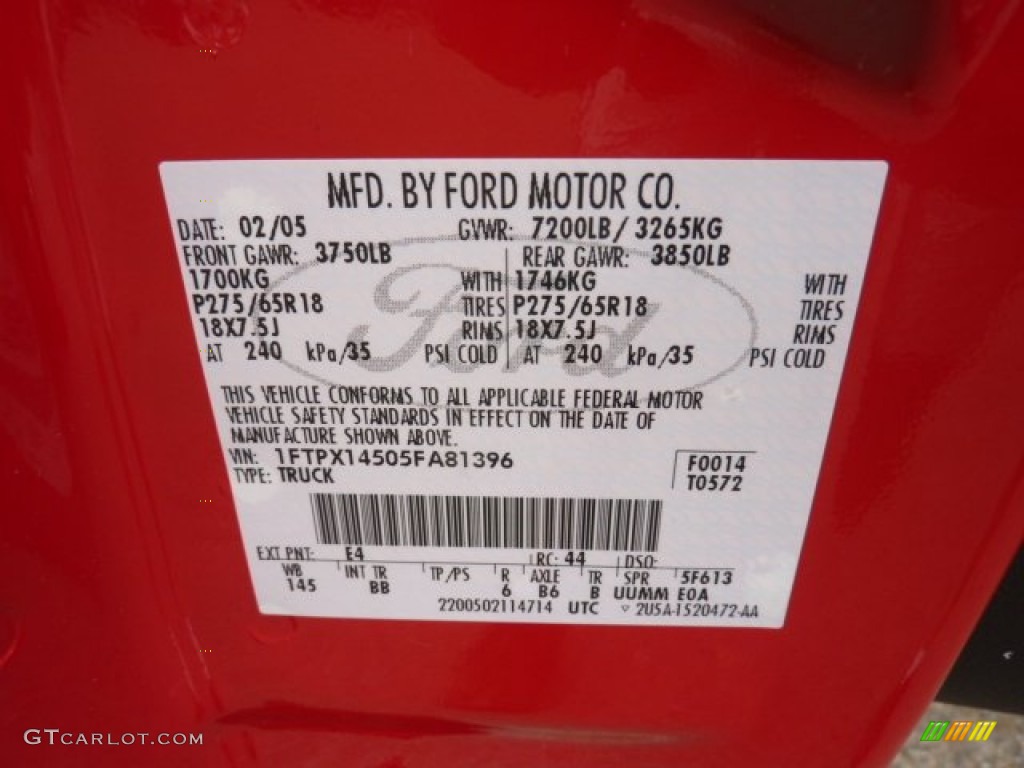 MFD. BY FORD MOTOR CO.
DATE: 02/05 GVWR: 7200LB / 3265KG
FRONT GAWR: 3750LB REAR GAWR: 3850LB
1700KG WITH 1746KG WITH
P275/65R18 TIRES P275/65R18 TIRES
18X7.5J RIMS 18X7.5J RIMS
AT 240 kPa/35 PSI COLD AT 240 kPa/35 PSI COLD
Ford
THIS VEHICLE CONFORMS TO ALL APPLICABLE FEDERAL MOTOR
VEHICLE SAFETY STANDARDS IN EFFECT ON THE DATE OF
MANUFACTURE SHOWN ABOVE.
VIN: 1FTPX14505FA81396 F0014
TYPE: TRUCK T0572
EXT PNT: E4 RC: 44 DSO:
WB INT TR TP/PS R AXLE TR SPR 5F613
145 BB 6 B6 B UUMM E0A
2200502114714 UTC ▽ 2U5A-1520472-AA
GTCARLOT.COM